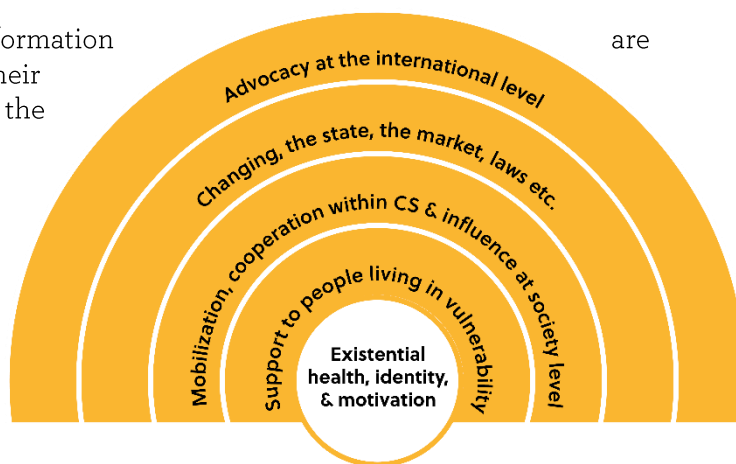 formation
are
heir
the
Advocacy at the international level
Changing, the state, the market, laws etc.
Mobilization, cooperation within CS & influence at society level
Support to people living in vulnerability
Existential
health, identity,
& motivation